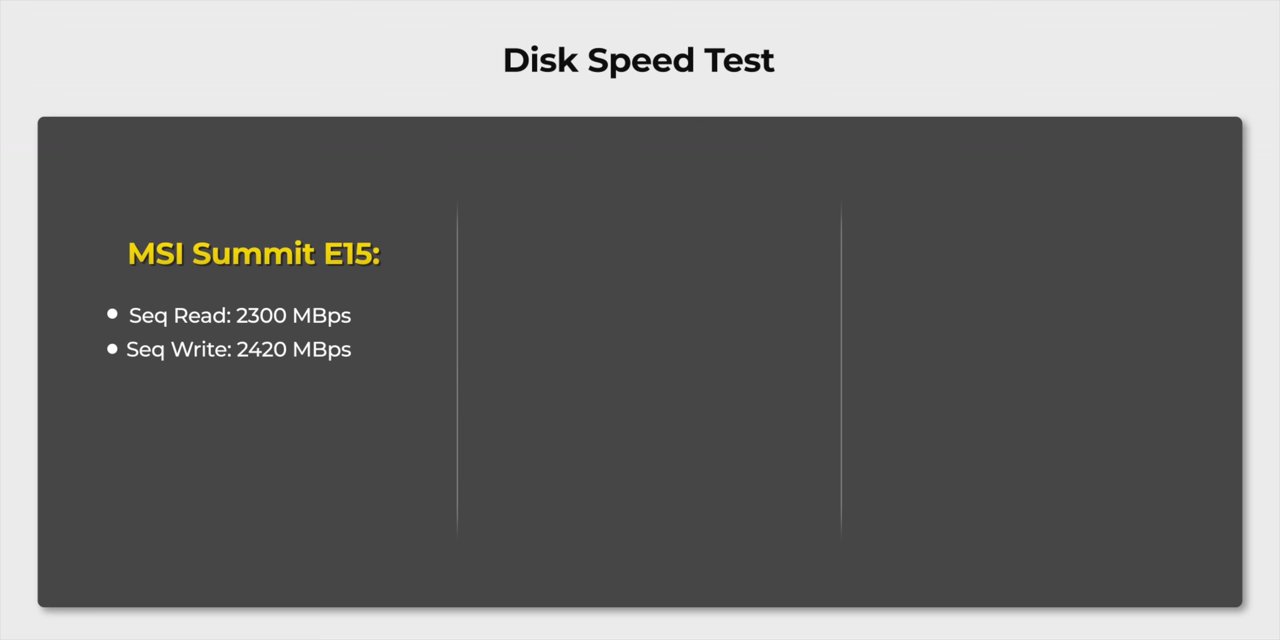 Disk Speed Test
MSI Summit E15:
Seq Read: 2300 MBps
Seq Write: 2420 MBps